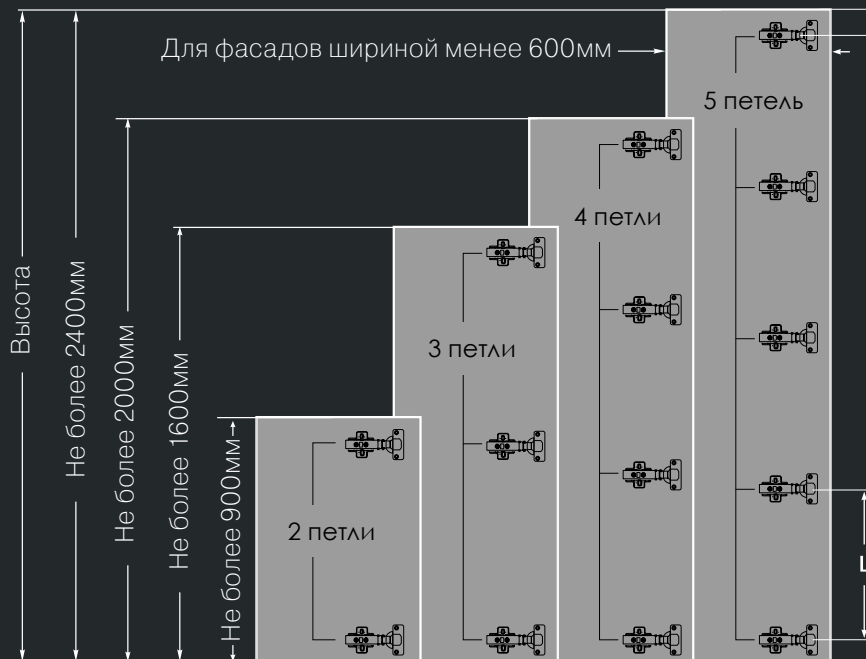 Для фасадов шириной менее 600мм
5 петель
4 петли
3 петли
2 петли
Высота
Не более 2400мм
Не более 2000мм
Не более 1600мм
Не более 900мм
L